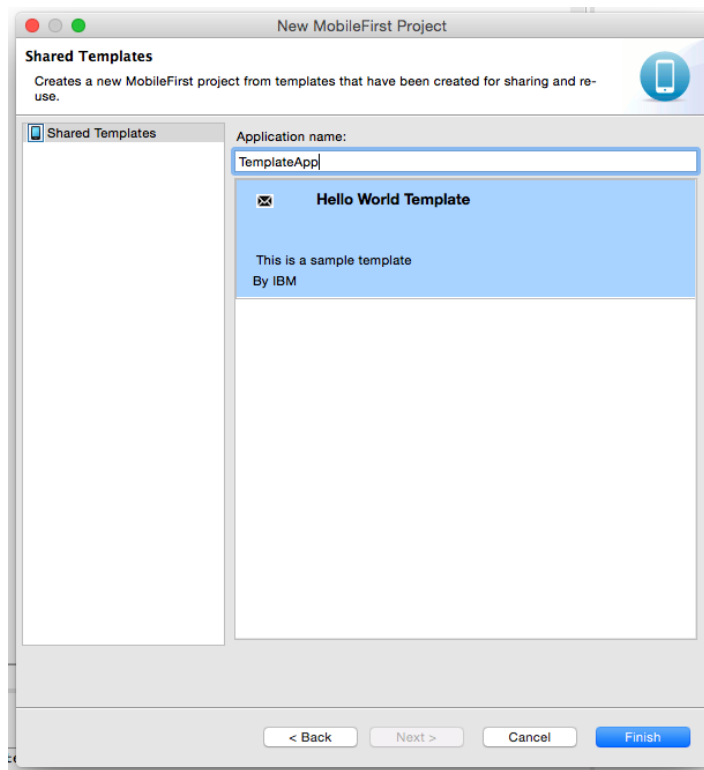 New MobileFirst Project
Shared Templates
Creates a new MobileFirst project from templates that have been created for sharing and re-
use.
Shared Templates
Application name:
TemplateApp
Hello World Template
This is a sample template
By IBM
< Back
Next >
Cancel
Finish